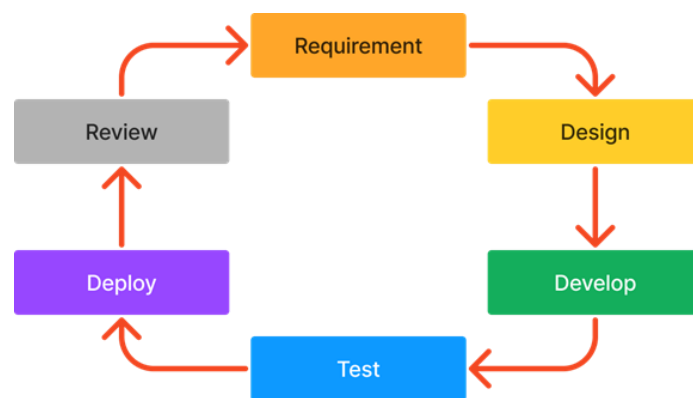 Requirement
Design
Develop
Test
Deploy
Review